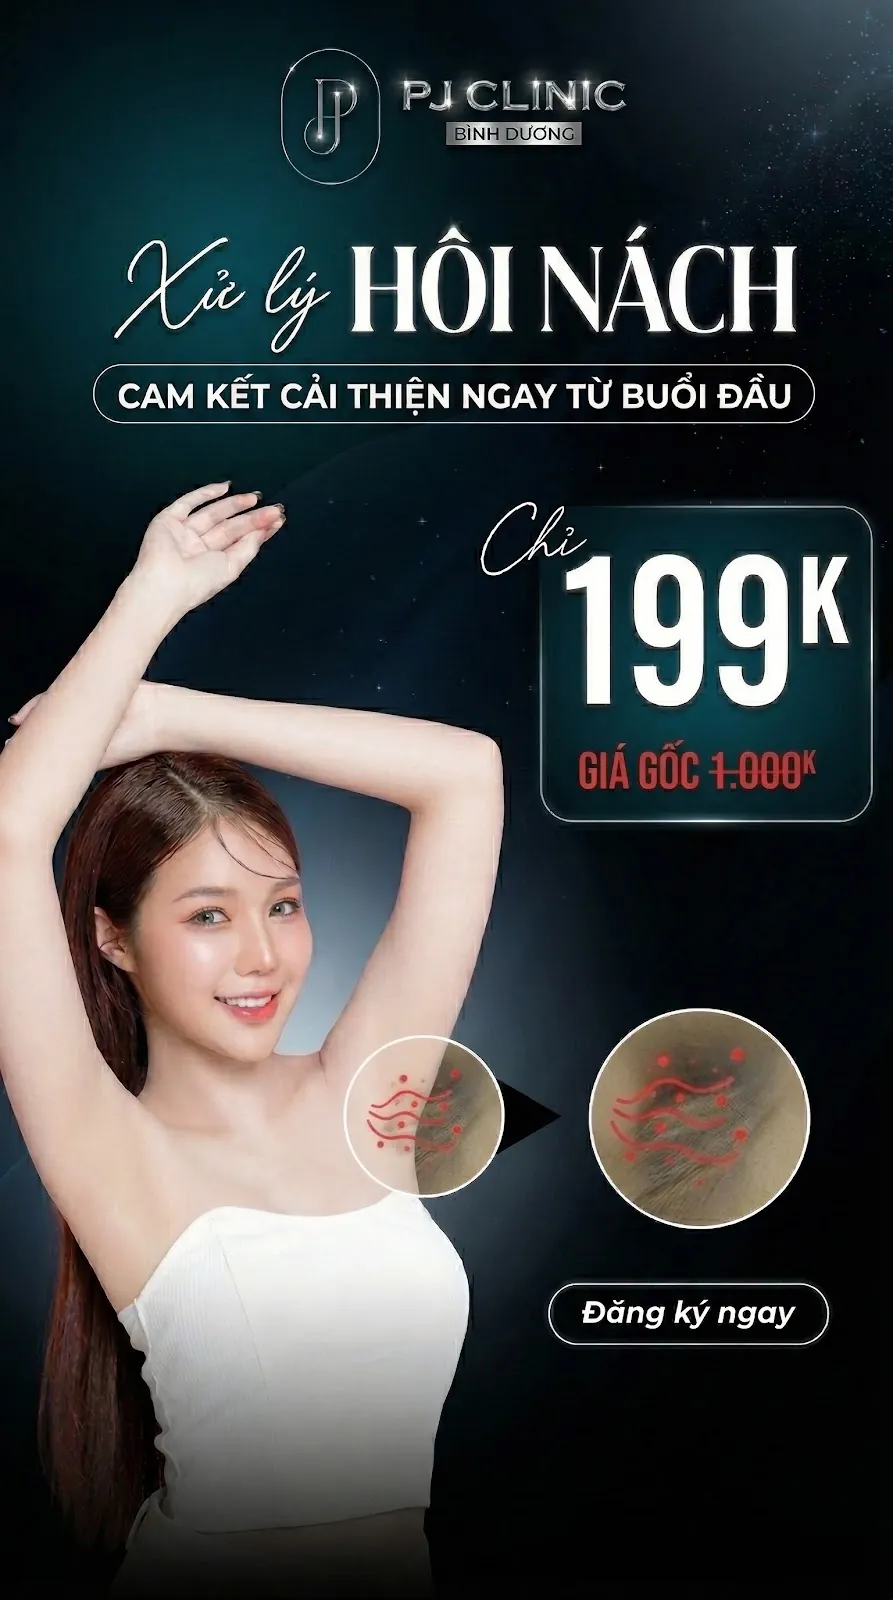 PJ CLINIC
BÌNH DƯƠNG
Xử lý HÔI NÁCH
CAM KẾT CẢI THIỆN NGAY TỪ BUỔI ĐẦU
Chỉ
199K
GIÁ GỐC 1.000K
Đăng ký ngay